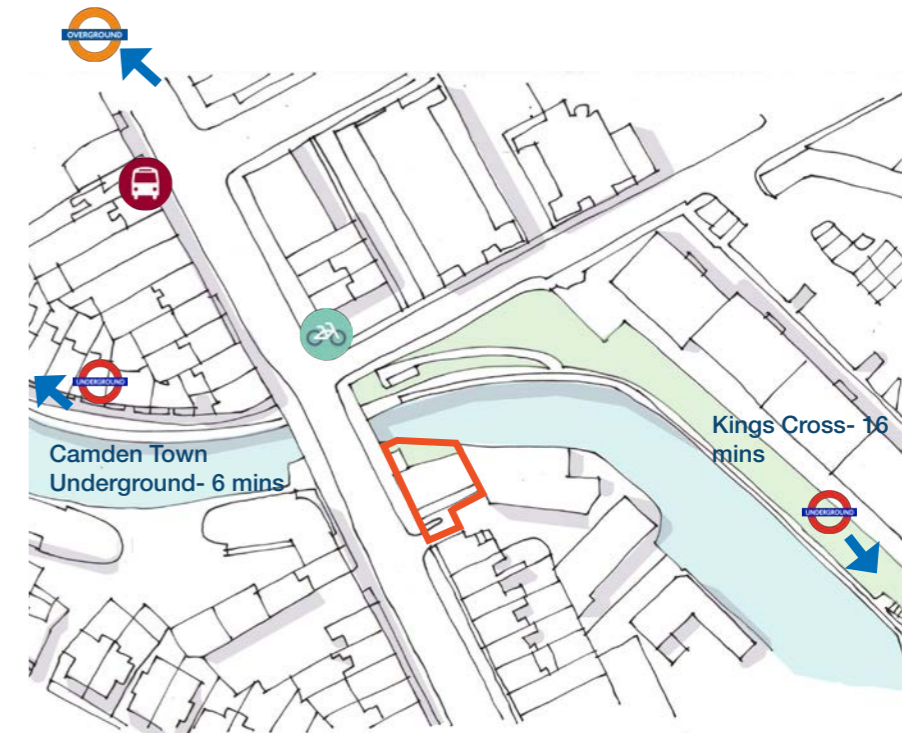 OVERGROUND
UNDERGROUND
Camden Town
Underground- 6 mins
Kings Cross- 16
mins
UNDERGROUND